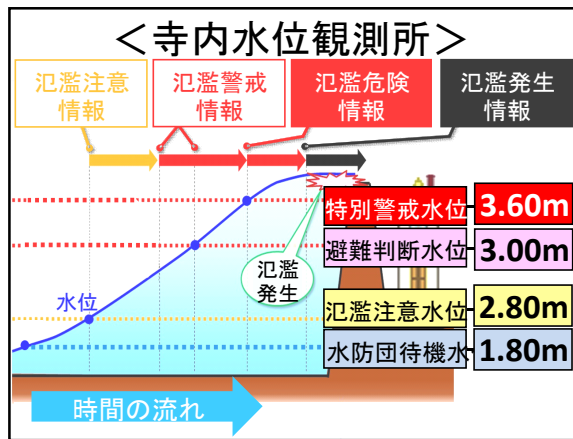 ＜寺内水位観測所＞
氾濫注意
情報
氾濫警戒
情報
氾濫危険
情報
氾濫発生
情報
特別警戒水位
3.60m
避難判断水位
3.00m
氾濫
発生
水位
氾濫注意水位
2.80m
水防団待機水
1.80m
時間の流れ